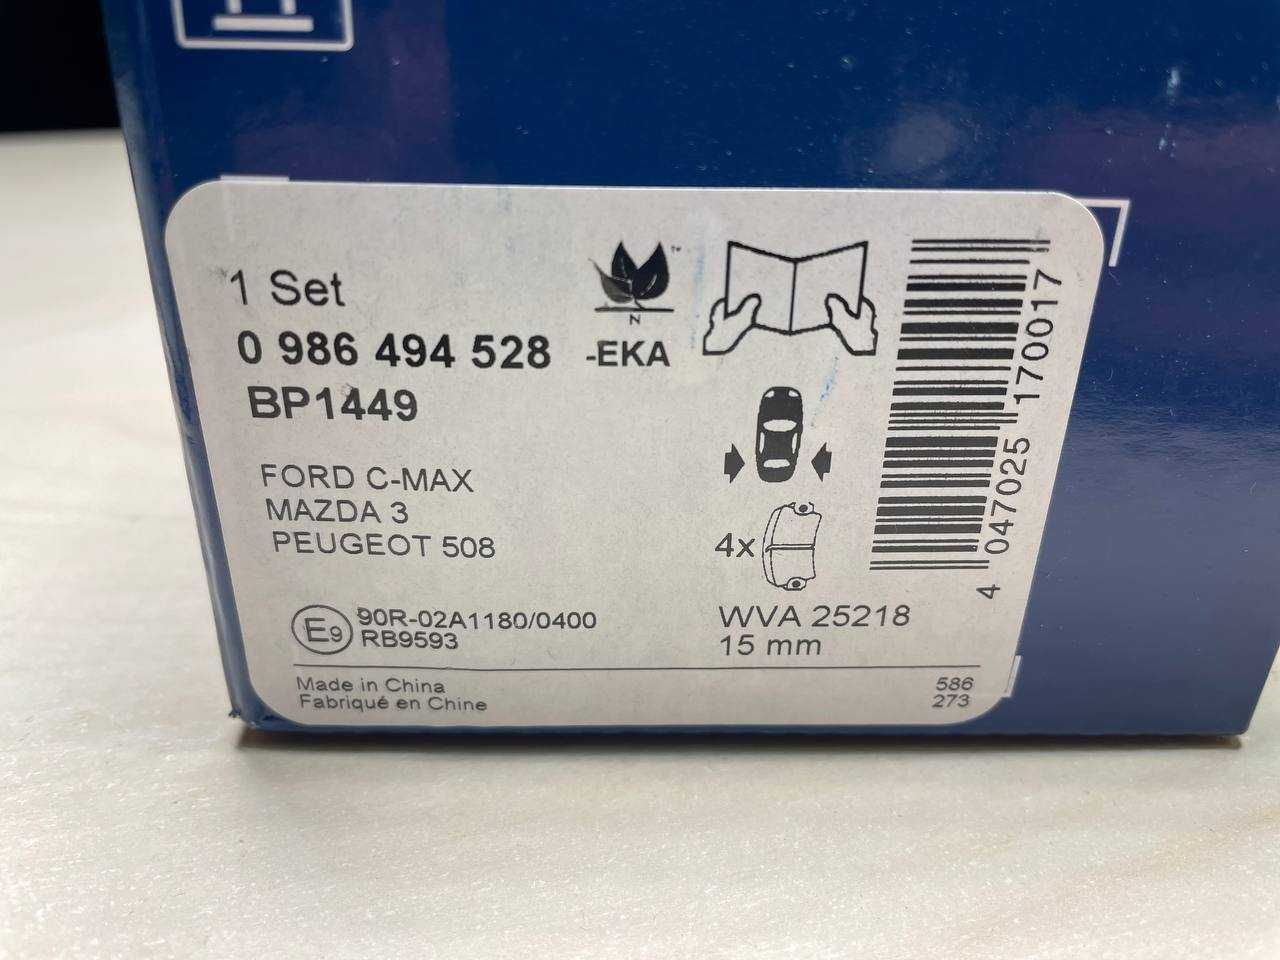 1 Set
0 986 494 528 -EKA
BP1449
FORD C-MAX
MAZDA 3
PEUGEOT 508
E9 90R-02A1180/0400
RB9593
Made in China
Fabriqué en Chine
N
N
4x
WVA 25218
15 mm
586
273
4 047025 170017